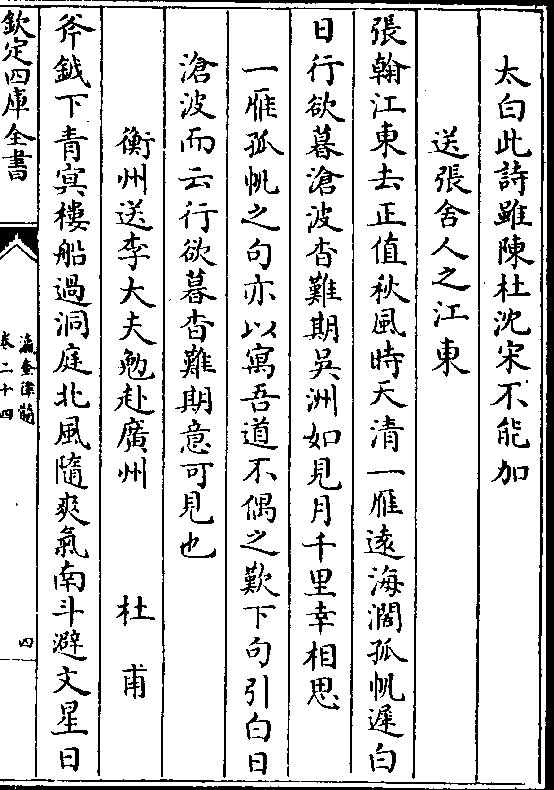 太白此詩雖陳杜沈宋不能加
送張舍人之江東
張翰江東去正值秋風時天清一雁逺海濶孤帆遲白
日行欲暮滄波杳難期吳洲如見月千里幸相思
一雁孤帆之句亦以寓吾道不偶之歎下句引白日
滄波而云行欲暮杳難期意可見也
衡州送李大夫勉赴廣州 杜甫
斧鉞下青㝠樓船過洞庭北風隨爽氣南斗避文星日
欽定四庫全書
瀛奎律髓
卷二十四
四